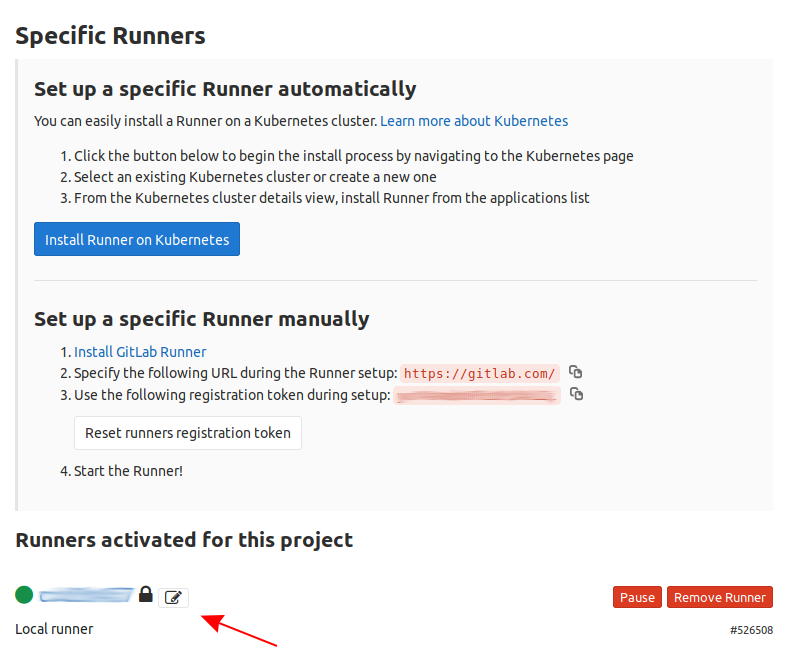 Specific Runners
Set up a specific Runner automatically
You can easily install a Runner on a Kubernetes cluster. Learn more about Kubernetes
1. Click the button below to begin the install process by navigating to the Kubernetes page
2. Select an existing Kubernetes cluster or create a new one
3. From the Kubernetes cluster details view, install Runner from the applications list
Install Runner on Kubernetes
Set up a specific Runner manually
1. Install GitLab Runner
2. Specify the following URL during the Runner setup: https://gitlab.com/
3. Use the following registration token during setup:
Reset runners registration token
4. Start the Runner!
Runners activated for this project
Pause Remove Runner
Local runner #526508